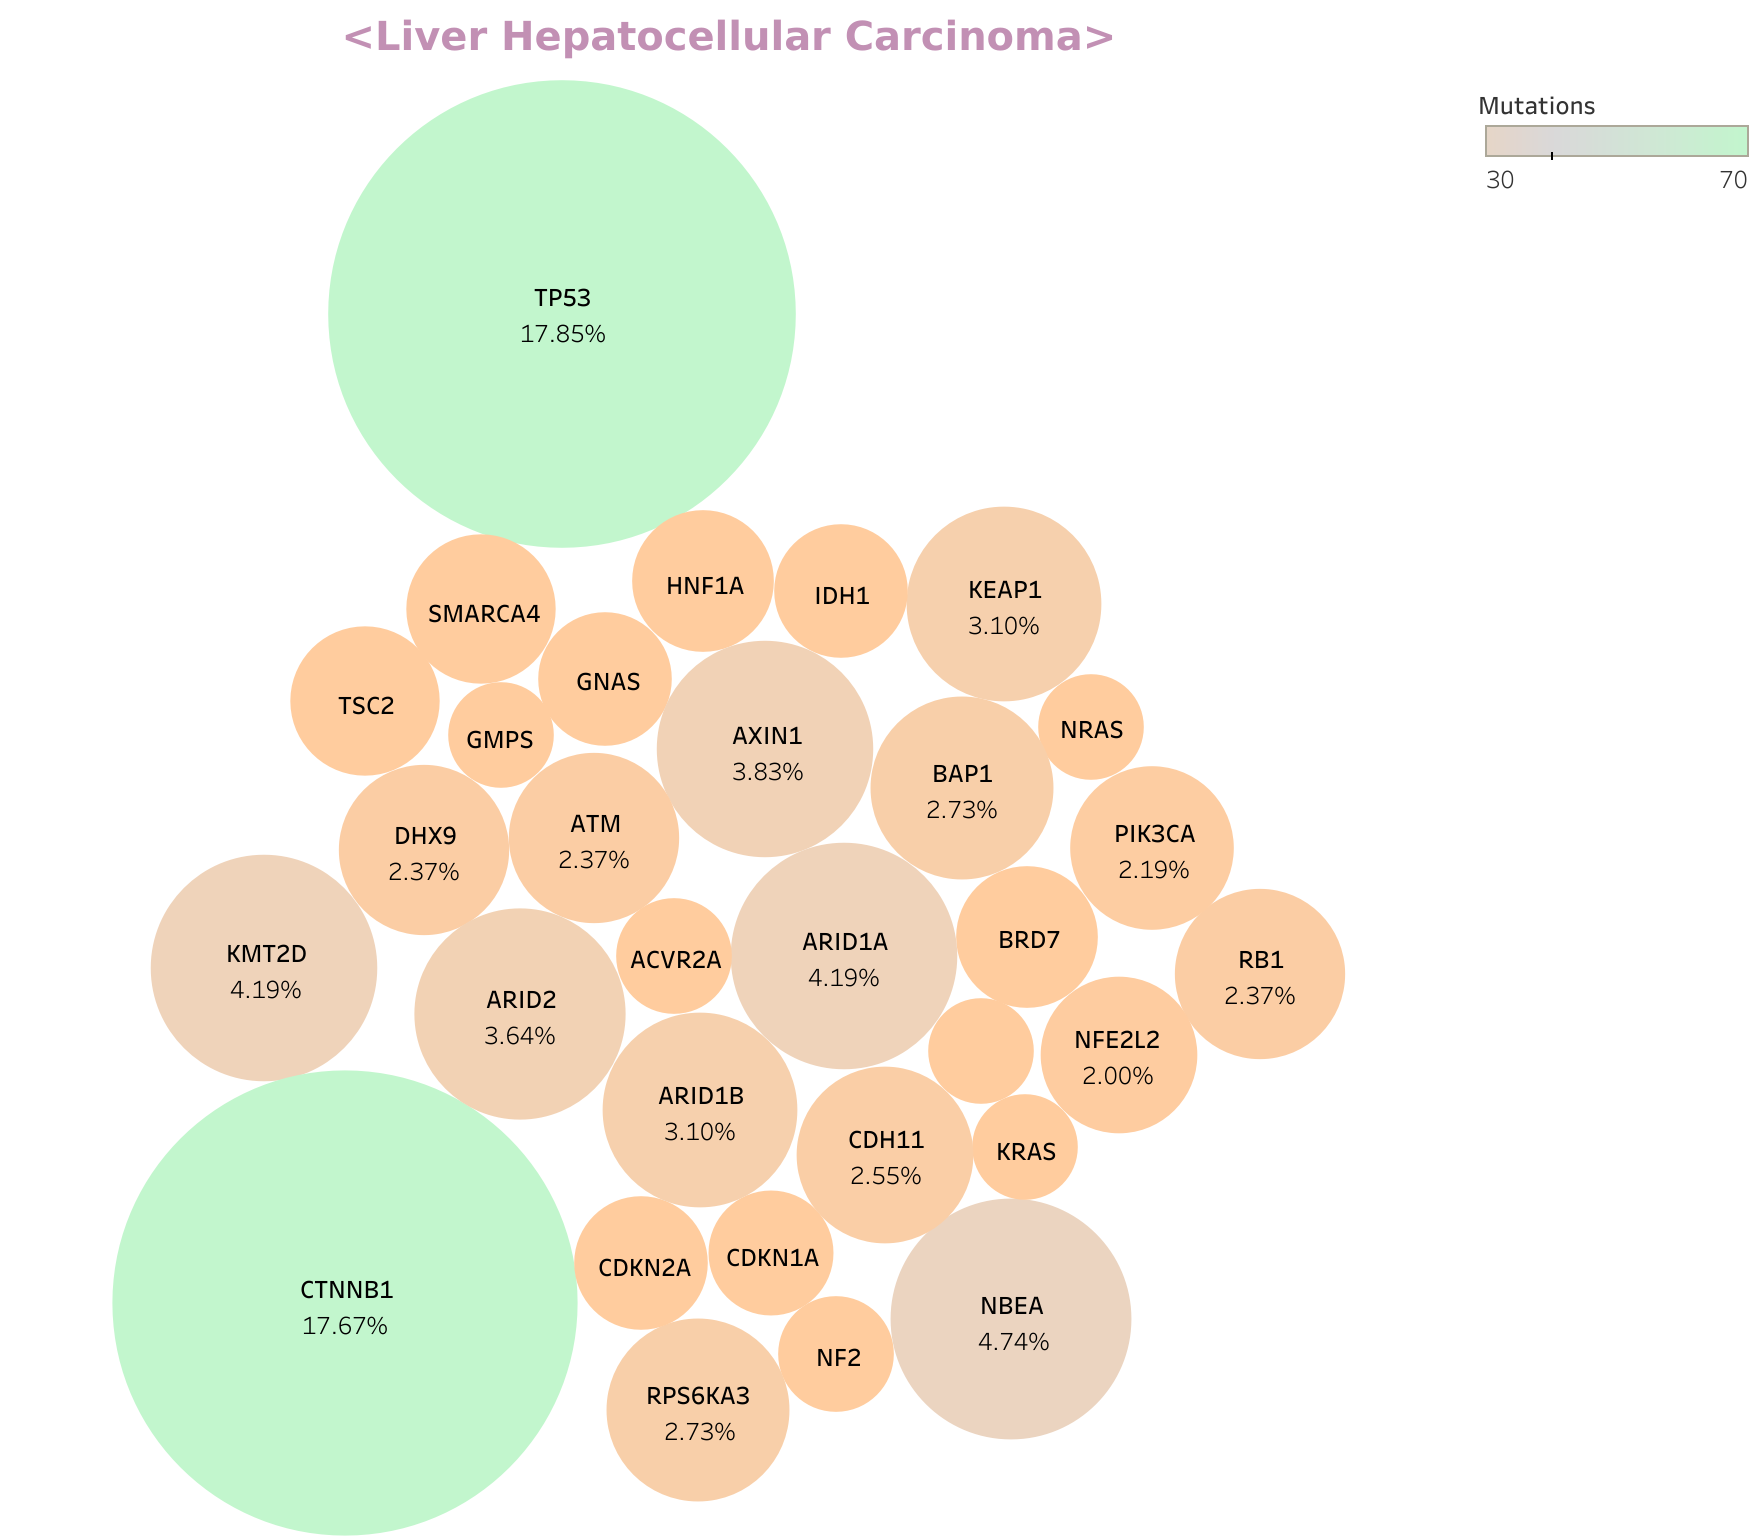 <Liver Hepatocellular Carcinoma>
Mutations
30 70
TP53
17.85%
HNF1A
IDH1
KEAP1
3.10%
SMARCA4
GNAS
TSC2
GMPS
AXIN1
3.83%
NRAS
BAP1
2.73%
DHX9
2.37%
ATM
2.37%
PIK3CA
2.19%
KMT2D
4.19%
ARID2
3.64%
ACVR2A
ARID1A
4.19%
BRD7
RB1
2.37%
NFE2L2
2.00%
ARID1B
3.10%
CDH11
2.55%
KRAS
CTNNB1
17.67%
CDKN2A
CDKN1A
NBEA
4.74%
NF2
RPS6KA3
2.73%